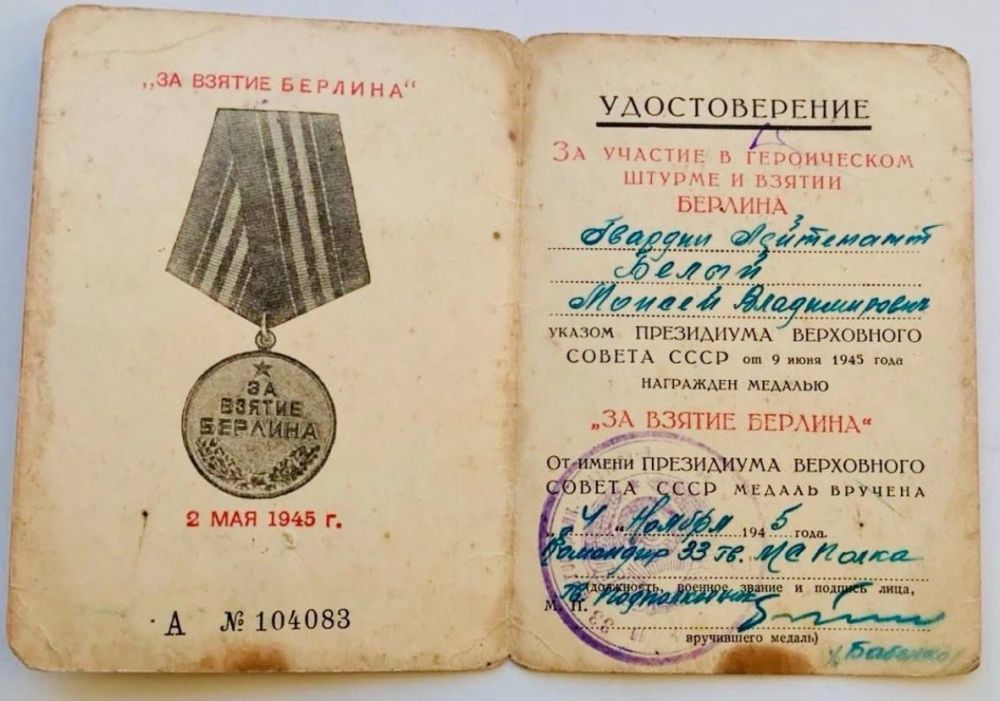 „ЗА ВЗЯТИЕ БЕРЛИНА“
ЗА
ВЗЯТИЕ
БЕРЛИНА
2 МАЯ 1945 г.
А № 104083
УДОСТОВЕРЕНИЕ
ЗА УЧАСТИЕ В ГЕРОИЧЕСКОМ
ШТУРМЕ И ВЗЯТИИ
БЕРЛИНА
Гвардии Лейтенант
Белый
Моисей Владимирович
УКАЗОМ ПРЕЗИДИУМА ВЕРХОВНОГО
СОВЕТА СССР от 9 июня 1945 года
НАГРАЖДЕН МЕДАЛЬЮ
„ЗА ВЗЯТИЕ БЕРЛИНА“
От имени ПРЕЗИДИУМА ВЕРХОВНОГО
СОВЕТА СССР МЕДАЛЬ ВРУЧЕНА
„4“ Ноября 1945 года.
Командир 33 гв. МС Полка
(должность, военное звание и подпись лица,
М. П. гв. Подполковник
вручившего медаль)